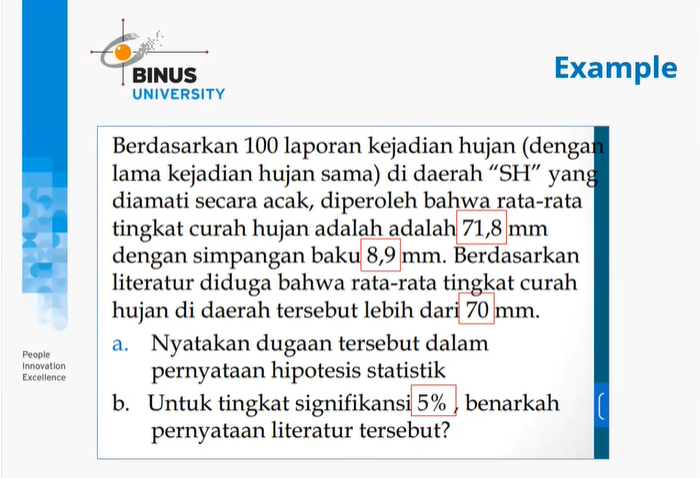 BINUS
UNIVERSITY
Example
Berdasarkan 100 laporan kejadian hujan (dengan
lama kejadian hujan sama) di daerah “SH” yang
diamati secara acak, diperoleh bahwa rata-rata
tingkat curah hujan adalah adalah 71,8 mm
dengan simpangan baku 8,9 mm. Berdasarkan
literatur diduga bahwa rata-rata tingkat curah
hujan di daerah tersebut lebih dari 70 mm.
a. Nyatakan dugaan tersebut dalam
pernyataan hipotesis statistik
b. Untuk tingkat signifikansi 5% , benarkah
pernyataan literatur tersebut?
People
Innovation
Excellence